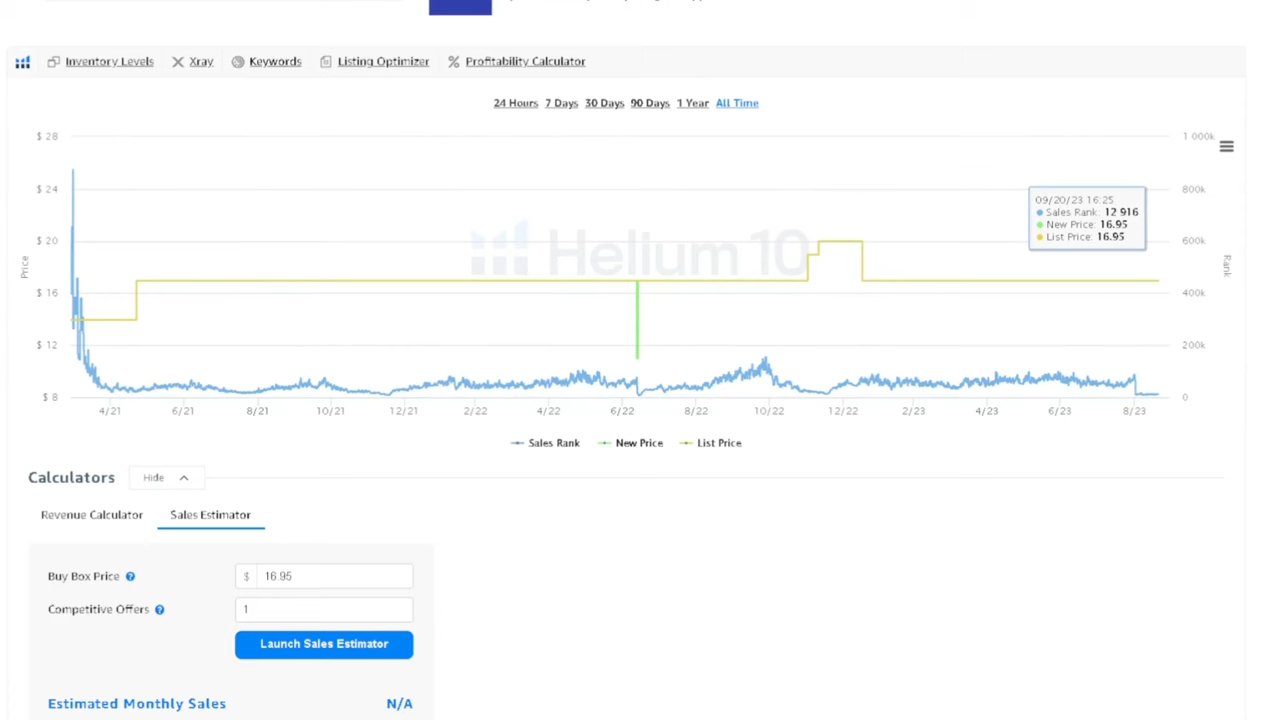 Inventory Levels Xray Keywords Listing Optimizer Profitability Calculator
24 Hours 7 Days 30 Days 90 Days 1 Year All Time
$ 28 1 000k
$ 24 800k
09/20/23 16:25
Sales Rank: 12 916
New Price: 16.95
List Price: 16.95
$ 20 600k
Helium 10
Price Rank
$ 16 400k
$ 12 200k
$ 8 0
4/21 6/21 8/21 10/21 12/21 2/22 4/22 6/22 8/22 10/22 12/22 2/23 4/23 6/23 8/23
Sales Rank New Price List Price
Calculators Hide
Revenue Calculator Sales Estimator
Buy Box Price ? $ 16.95
Competitive Offers ? 1
Launch Sales Estimator
Estimated Monthly Sales N/A